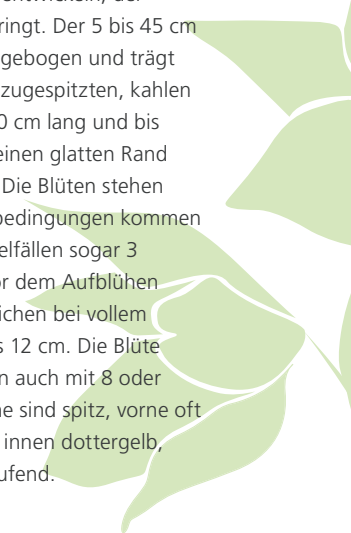 ringt. Der 5 bis 45 cm
gebogen und trägt
zugespitzten, kahlen
cm lang und bis
einen glatten Rand
Die Blüten stehen
bedingungen kommen
elfällen sogar 3
or dem Aufblühen
ichen bei vollem
s 12 cm. Die Blüte
n auch mit 8 oder
ne sind spitz, vorne oft
innen dottergelb,
ufend.